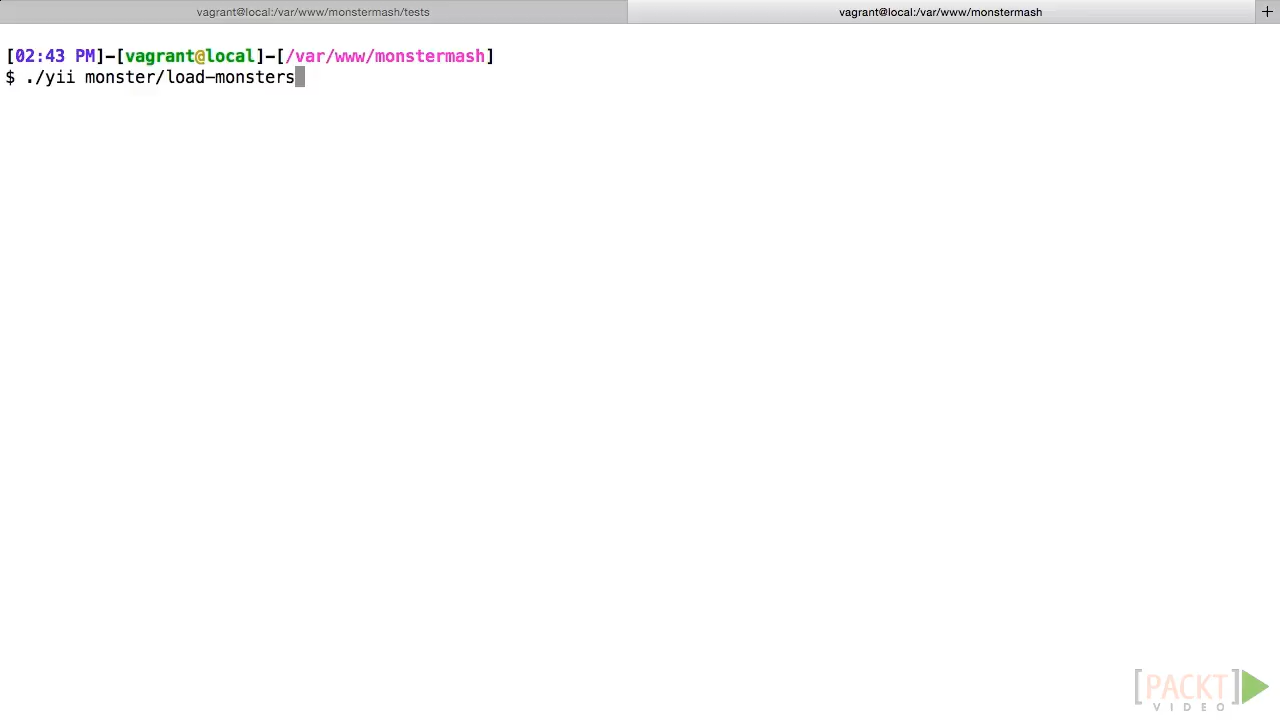 vagrant@local:/var/www/monstermash/tests
vagrant@local:/var/www/monstermash
+
[02:43 PM]-[vagrant@local]-[/var/www/monstermash]
$ ./yii monster/load-monsters
[PACKT]
VIDEO